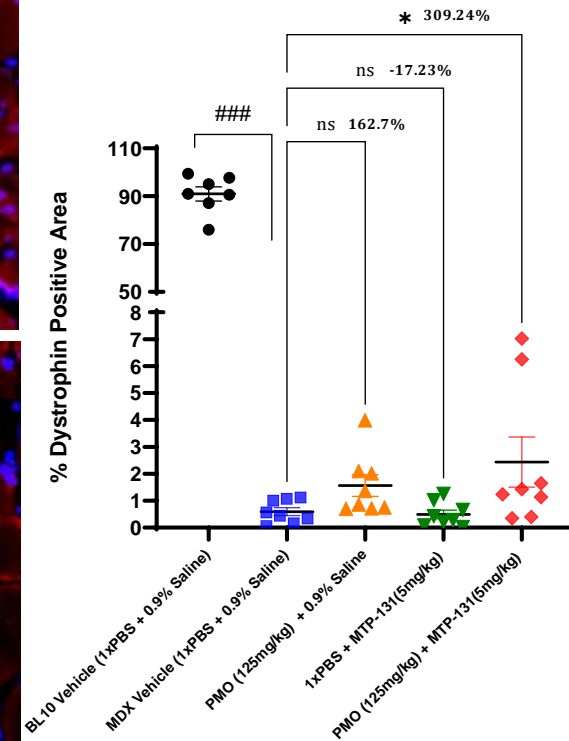 * 309.24%
ns -17.23%
###
ns 162.7%
110
90
70
50
8
7
6
5
4
3
2
1
0
% Dystrophin Positive Area
BL10 Vehicle (1xPBS + 0.9% Saline)
MDX Vehicle (1xPBS + 0.9% Saline)
PMO (125mg/kg) + 0.9% Saline
1xPBS + MTP-131(5mg/kg)
PMO (125mg/kg) + MTP-131(5mg/kg)